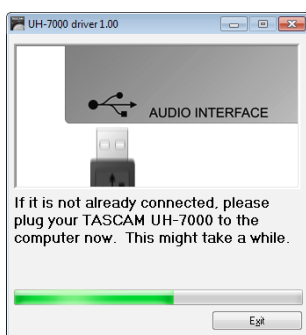 UH-7000 driver 1.00
AUDIO INTERFACE
If it is not already connected, please
plug your TASCAM UH-7000 to the
computer now.  This might take a while.
Exit